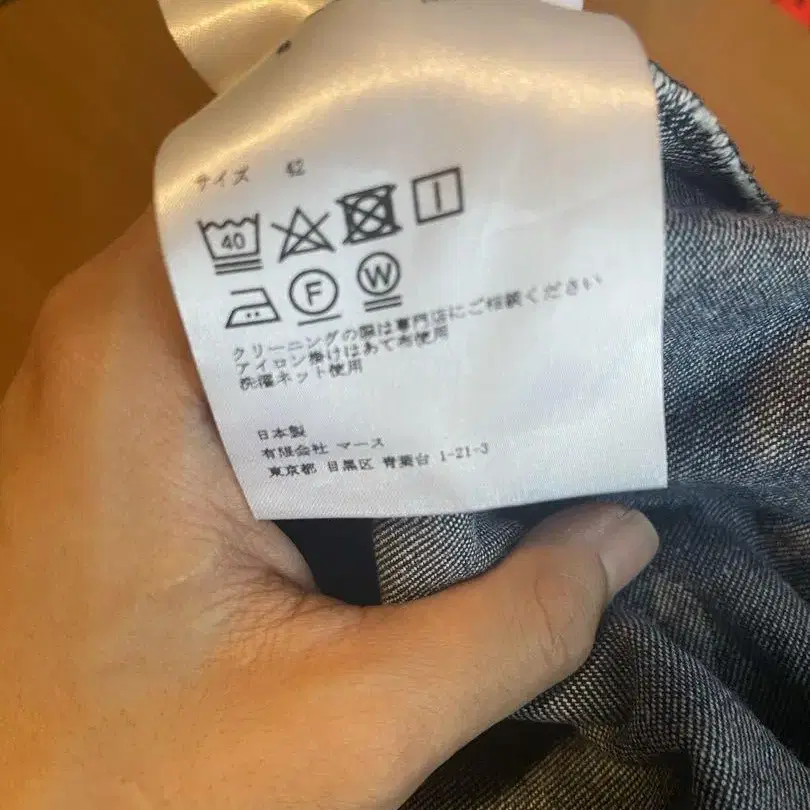 サイズ 42
40
F W
クリーニングの際は専門店にご相談ください
アイロン掛けはあて布使用
洗濯ネット使用
日本製
有限会社 マース
東京都 目黒区 青葉台 1-21-3